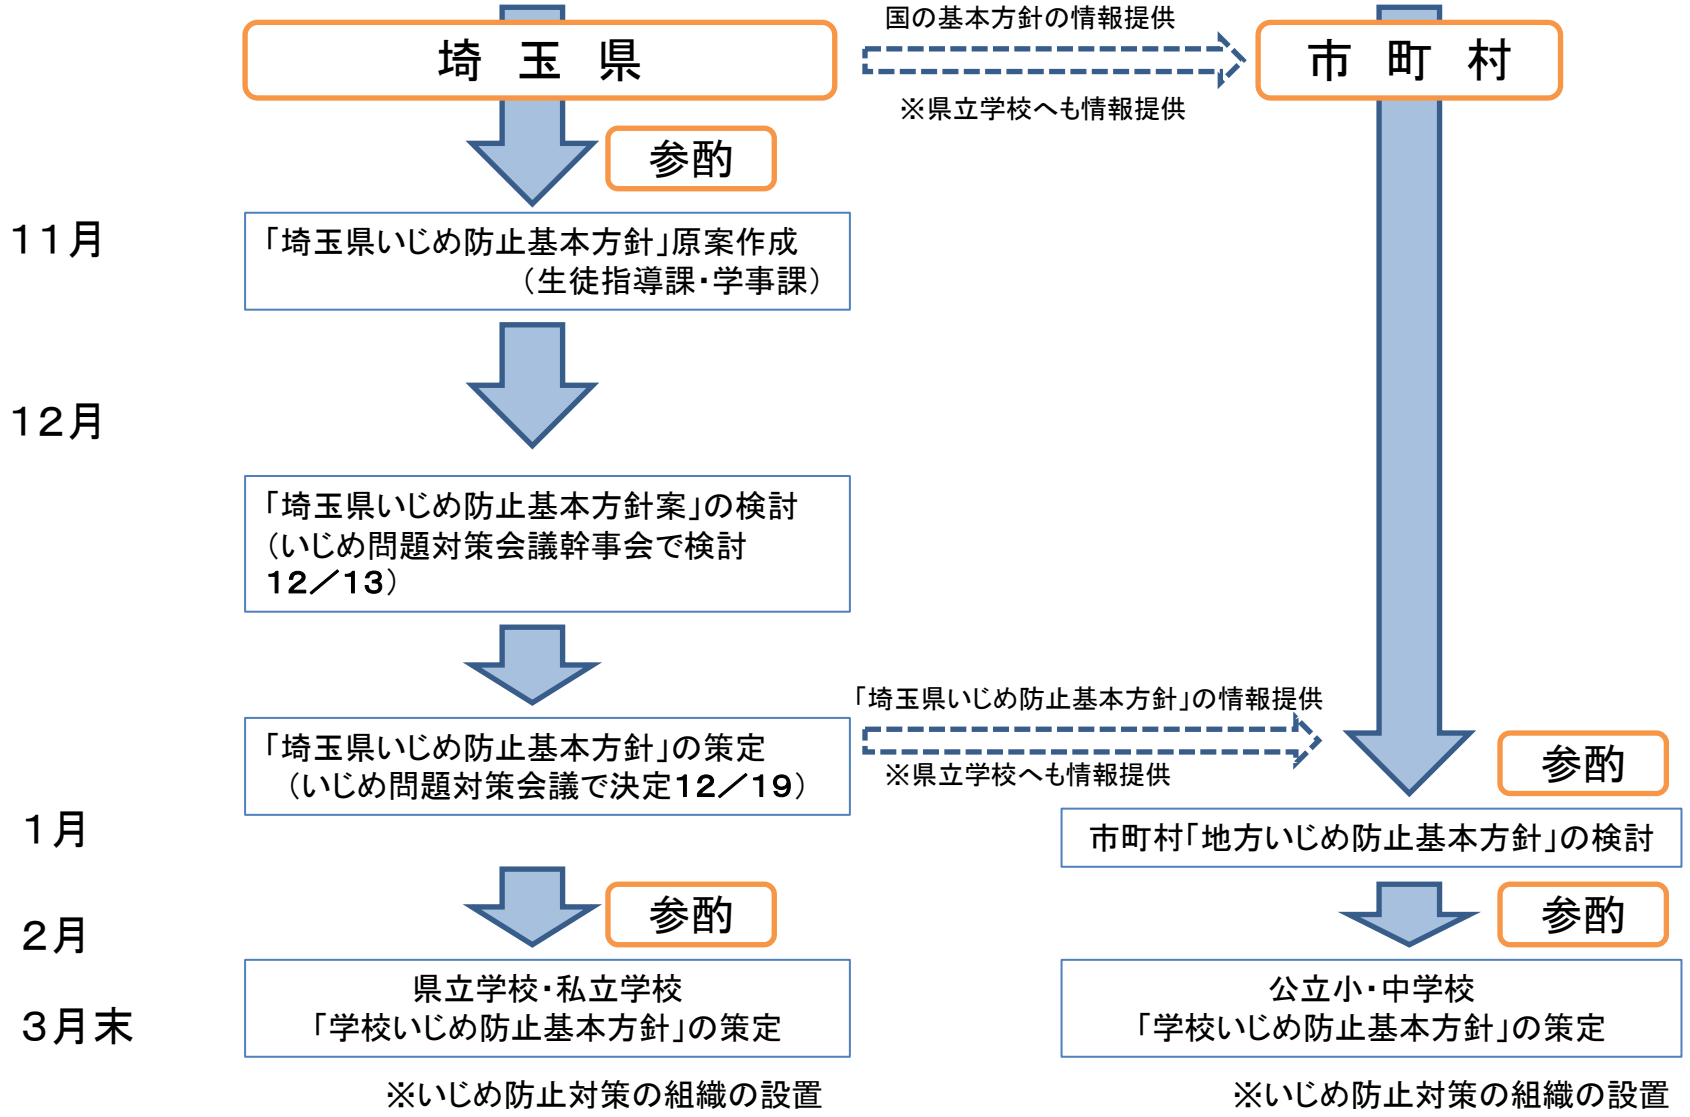 国の基本方針の情報提供
埼　玉　県
市　町　村
※県立学校へも情報提供
参酌
11月
「埼玉県いじめ防止基本方針」原案作成
（生徒指導課・学事課）
12月
「埼玉県いじめ防止基本方針案」の検討
（いじめ問題対策会議幹事会で検討
12／13）
「埼玉県いじめ防止基本方針」の情報提供
「埼玉県いじめ防止基本方針」の策定
（いじめ問題対策会議で決定12／19）
※県立学校へも情報提供
参酌
1月
市町村「地方いじめ防止基本方針」の検討
参酌
参酌
2月
県立学校・私立学校
「学校いじめ防止基本方針」の策定
公立小・中学校
「学校いじめ防止基本方針」の策定
3月末
※いじめ防止対策の組織の設置
※いじめ防止対策の組織の設置